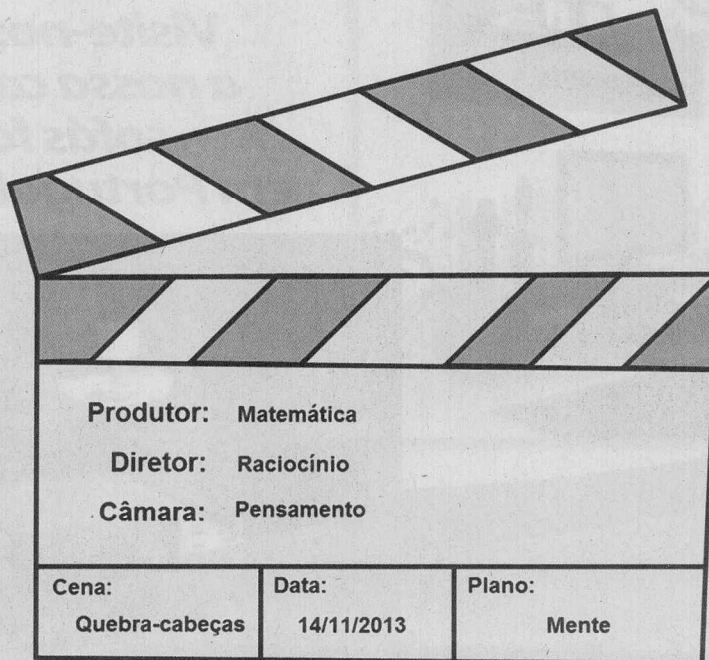 Produtor: Matemática
Diretor: Raciocínio
Câmara: Pensamento
Cena: Data: Plano:
Quebra-cabeças 14/11/2013 Mente